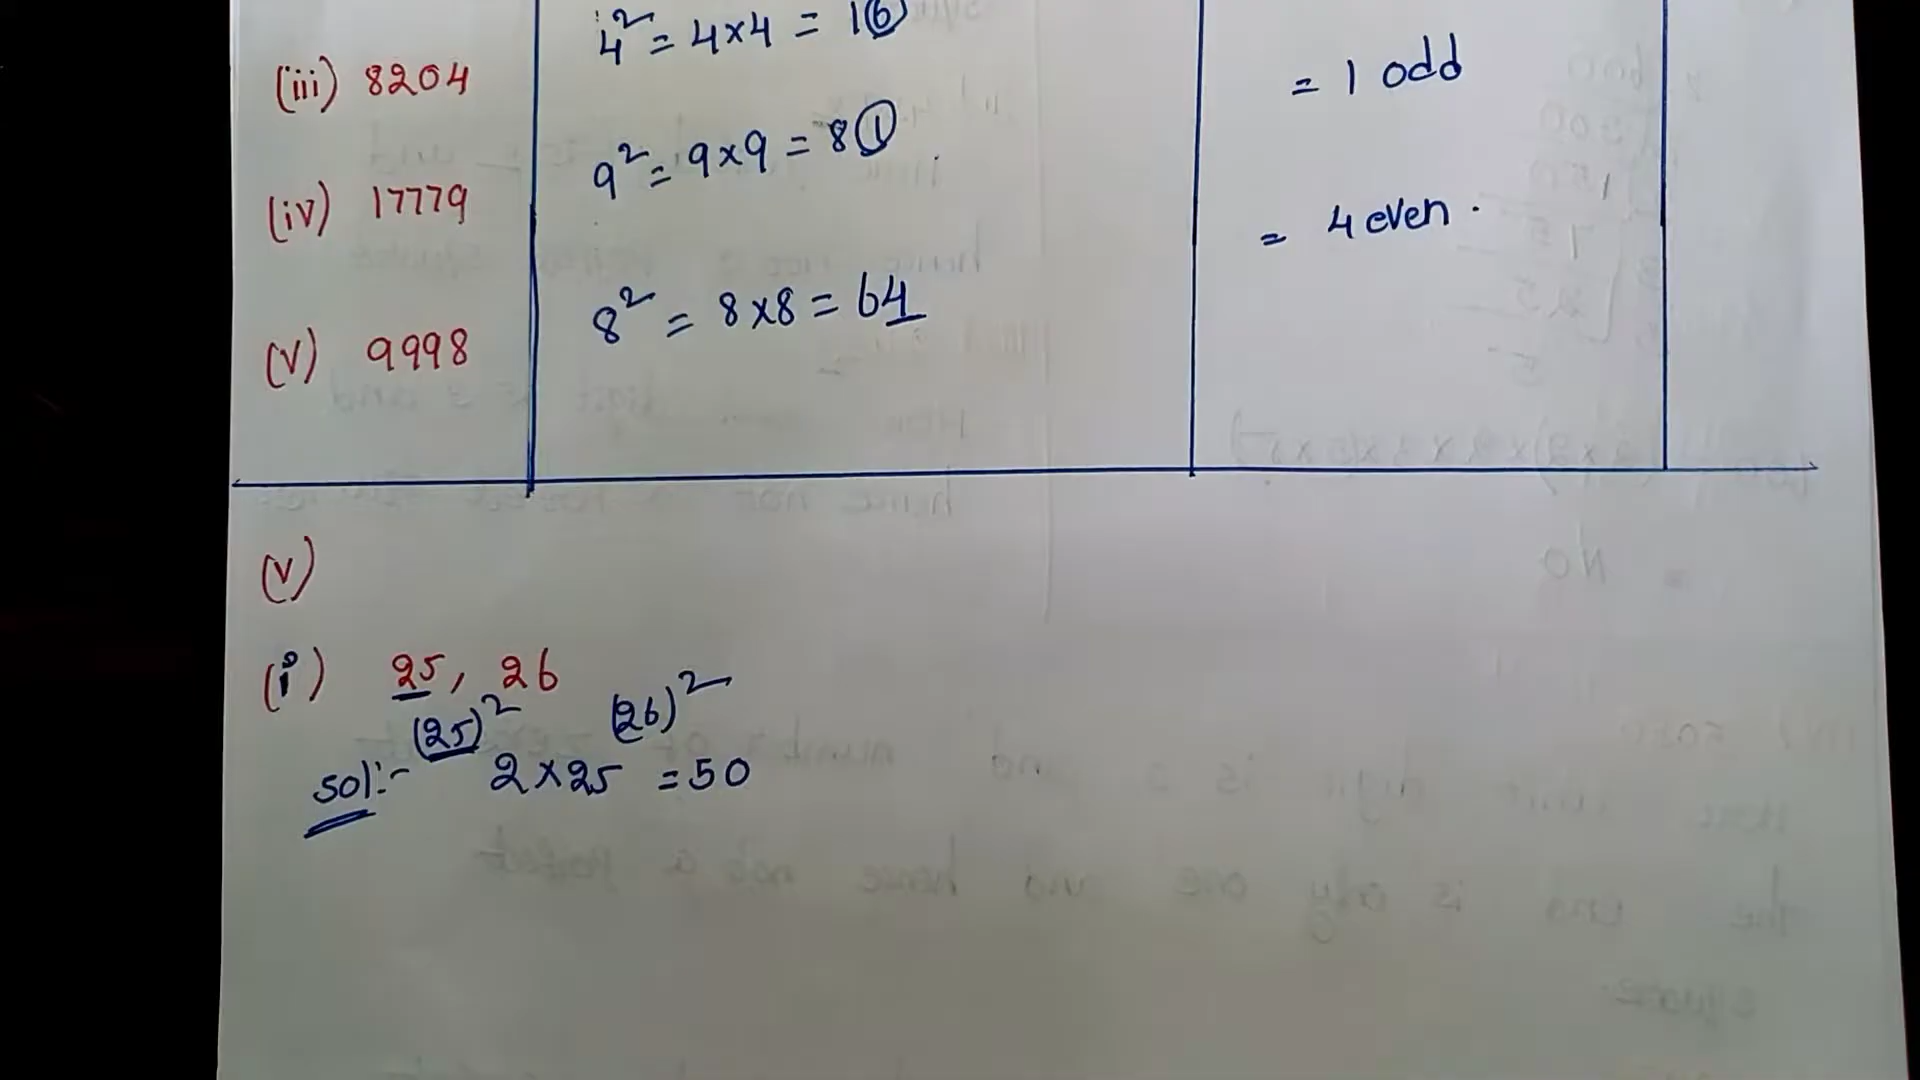 4² = 4×4 = 16
(iii) 8204
= 1 odd
9² = 9×9 = 81
(iv) 17779
= 4 even.
8² = 8×8 = 64
(v) 9998
(v)
(i) 25, 26
(25)² (26)²
Sol:- 2×25 = 50